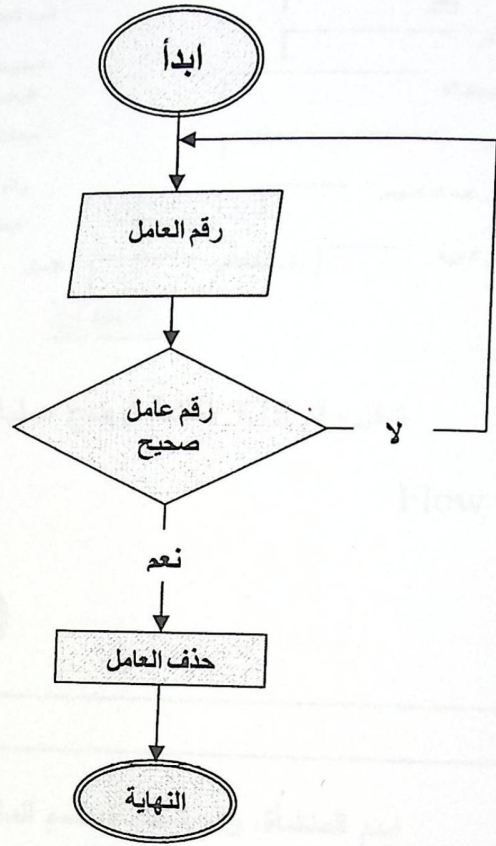 ابدأ
رقم العامل
رقم عامل
صحيح
لا
نعم
حذف العامل
النهاية